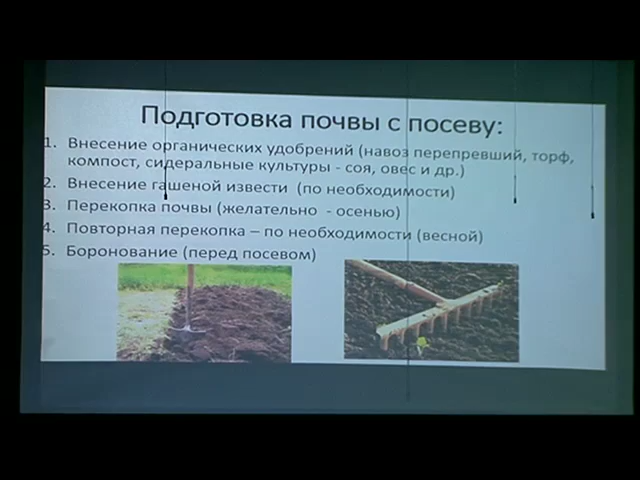 Подготовка почвы с посеву:
1. Внесение органических удобрений (навоз перепревший, торф,
компост, сидеральные культуры - соя, овес и др.)
2. Внесение гашеной извести (по необходимости)
3. Перекопка почвы (желательно - осенью)
4. Повторная перекопка – по необходимости (весной)
5. Боронование (перед посевом)